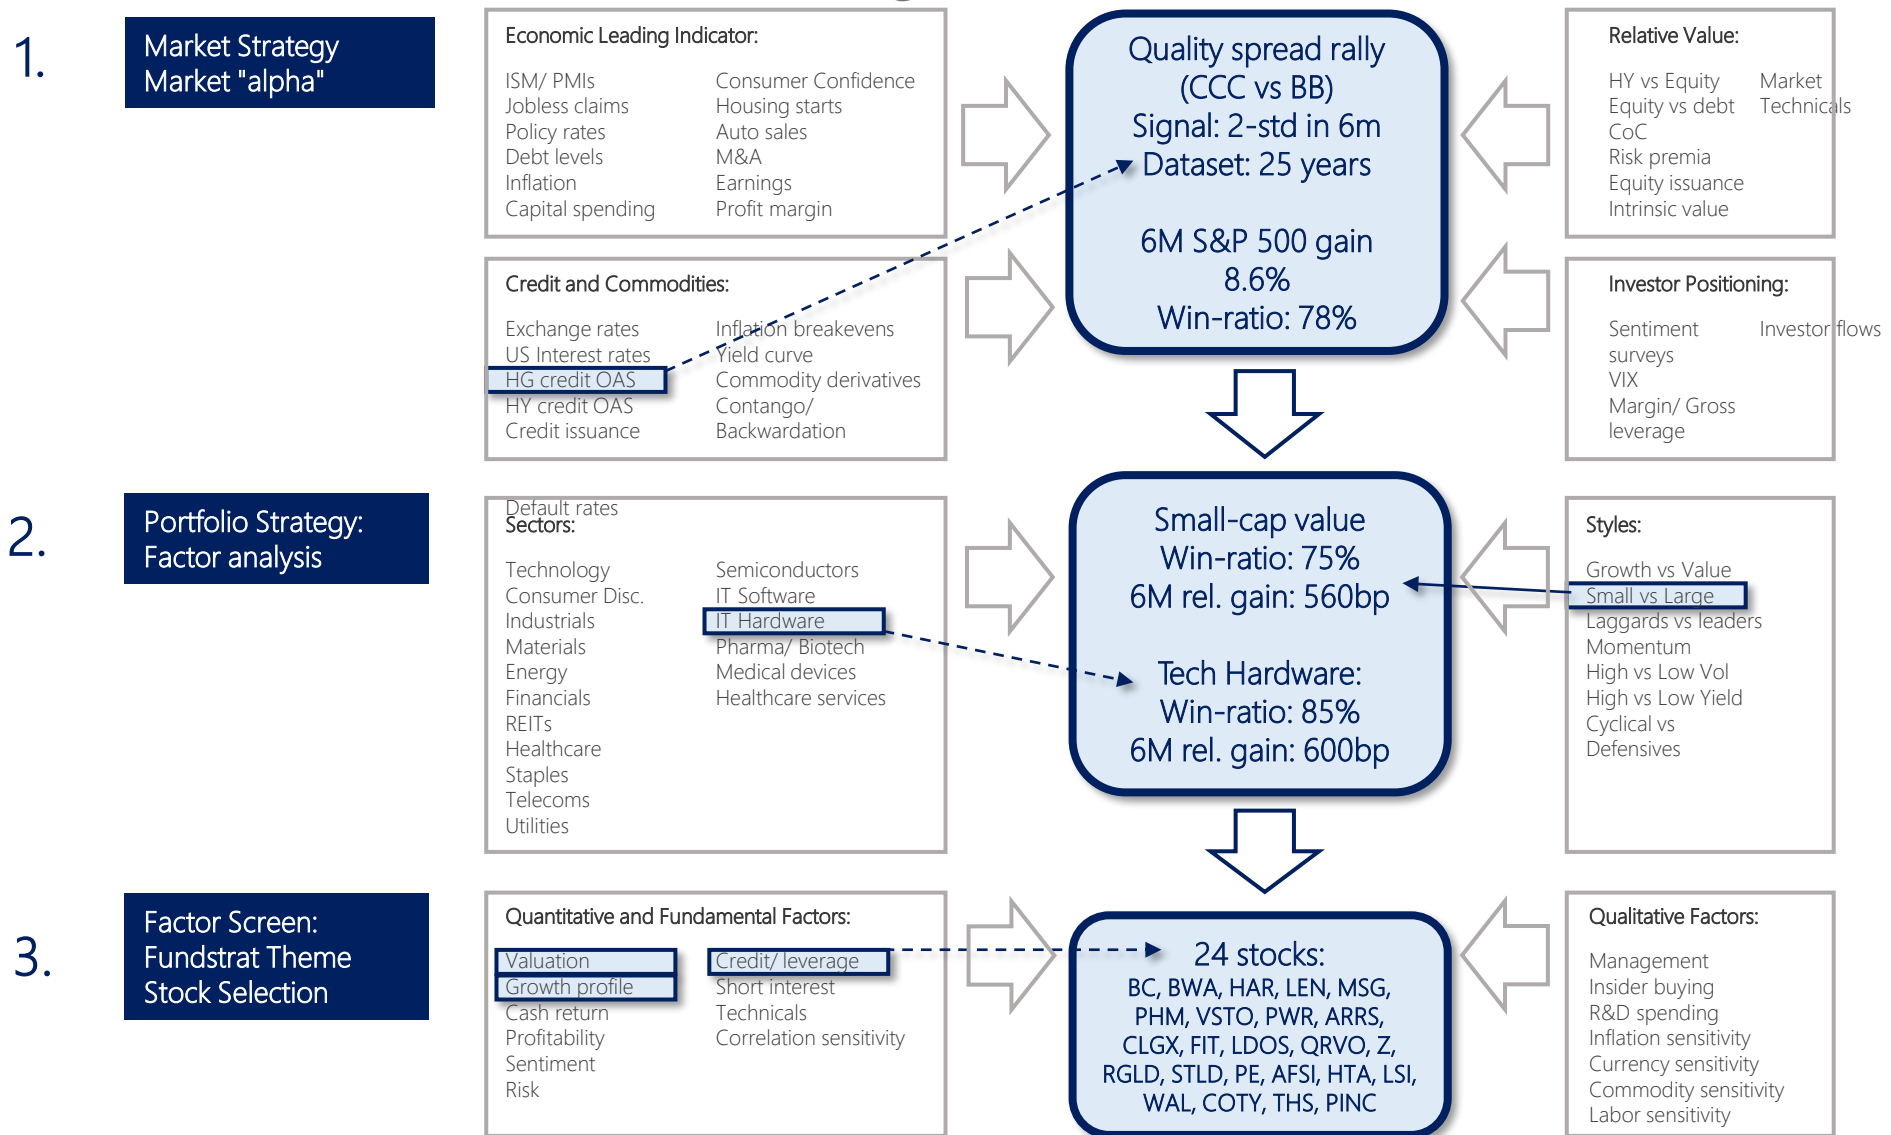 1.
Market Strategy
Market "alpha"
Economic Leading Indicator:
ISM/ PMIs
Jobless claims
Policy rates
Debt levels
Inflation
Capital spending
Consumer Confidence
Housing starts
Auto sales
M&A
Earnings
Profit margin
Quality spread rally
(CCC vs BB)
Signal: 2-std in 6m
Dataset: 25 years
6M S&P 500 gain
8.6%
Win-ratio: 78%
Relative Value:
HY vs Equity
Equity vs debt
CoC
Risk premia
Equity issuance
Intrinsic value
Market
Technicals
Credit and Commodities:
Exchange rates
US Interest rates
HG credit OAS
HY credit OAS
Credit issuance
Default rates
Inflation breakevens
Yield curve
Commodity derivatives
Contango/
Backwardation
Investor Positioning:
Sentiment
surveys
VIX
Margin/ Gross
leverage
Investor flows
2.
Portfolio Strategy:
Factor analysis
Sectors:
Technology
Consumer Disc.
Industrials
Materials
Energy
Financials
REITs
Healthcare
Staples
Telecoms
Utilities
Semiconductors
IT Software
IT Hardware
Pharma/ Biotech
Medical devices
Healthcare services
Small-cap value
Win-ratio: 75%
6M rel. gain: 560bp
Tech Hardware:
Win-ratio: 85%
6M rel. gain: 600bp
Styles:
Growth vs Value
Small vs Large
Laggards vs leaders
Momentum
High vs Low Vol
High vs Low Yield
Cyclical vs
Defensives
3.
Factor Screen:
Fundstrat Theme
Stock Selection
Quantitative and Fundamental Factors:
Valuation
Growth profile
Cash return
Profitability
Sentiment
Risk
Credit/ leverage
Short interest
Technicals
Correlation sensitivity
24 stocks:
BC, BWA, HAR, LEN, MSG,
PHM, VSTO, PWR, ARRS,
CLGX, FIT, LDOS, QRVO, Z,
RGLD, STLD, PE, AFSI, HTA, LSI,
WAL, COTY, THS, PINC
Qualitative Factors:
Management
Insider buying
R&D spending
Inflation sensitivity
Currency sensitivity
Commodity sensitivity
Labor sensitivity